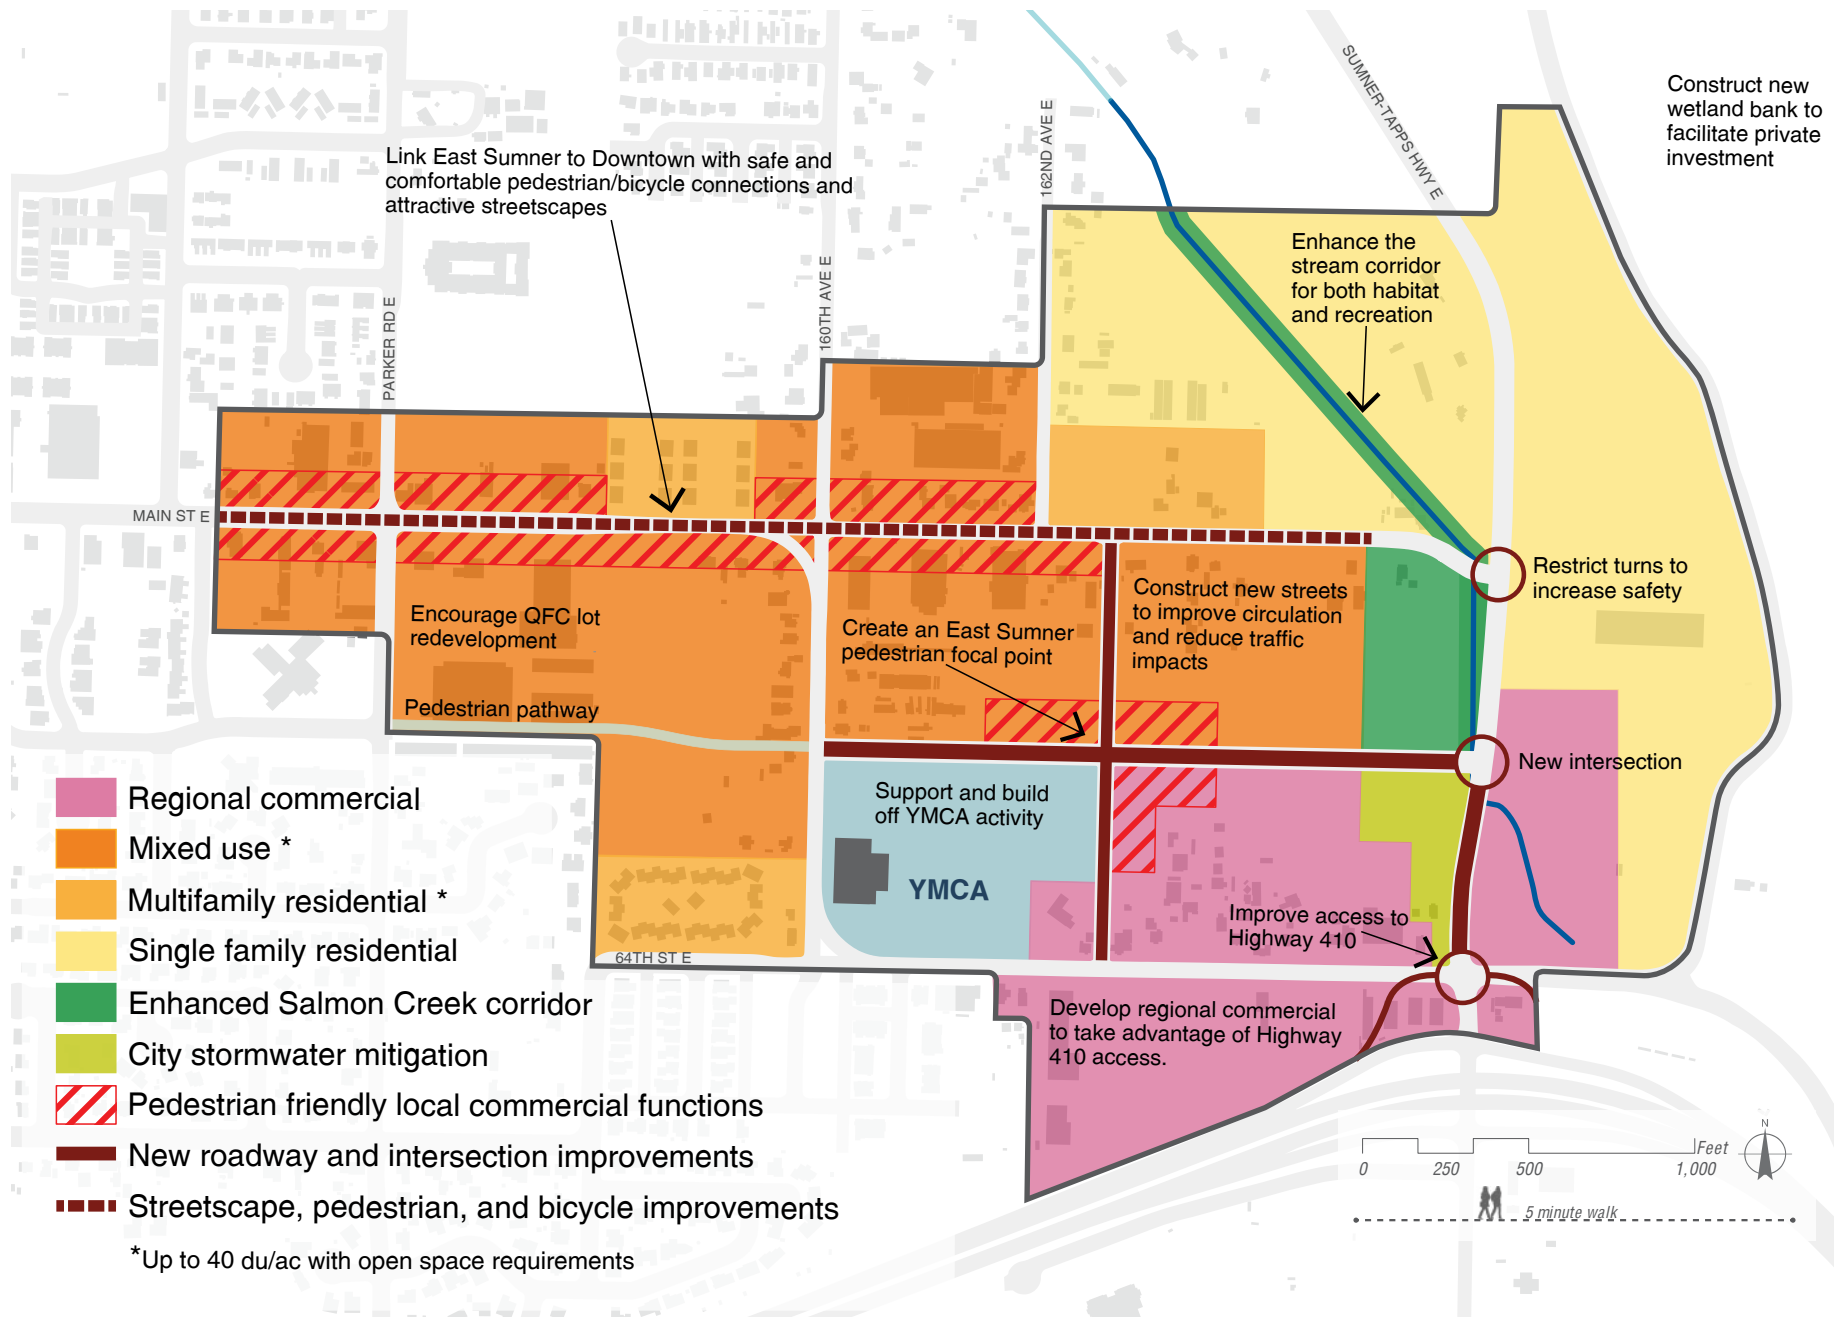 SUMNER-TAPPS HWY E
Construct new
wetland bank to
facilitate private
investment
162ND AVE E
Link East Sumner to Downtown with safe and
comfortable pedestrian/bicycle connections and
attractive streetscapes
Enhance the
stream corridor
for both habitat
and recreation
160TH AVE E
PARKER RD E
MAIN ST E
Restrict turns to
increase safety
Construct new streets
to improve circulation
and reduce traffic
impacts
Encourage QFC lot
redevelopment
Create an East Sumner
pedestrian focal point
Pedestrian pathway
New intersection
Support and build
off YMCA activity
YMCA
Improve access to
Highway 410
64TH ST E
Develop regional commercial
to take advantage of Highway
410 access.
Regional commercial
Mixed use *
Multifamily residential *
Single family residential
Enhanced Salmon Creek corridor
City stormwater mitigation
Pedestrian friendly local commercial functions
New roadway and intersection improvements
Streetscape, pedestrian, and bicycle improvements
*Up to 40 du/ac with open space requirements
N
Feet
0 250 500 1,000
5 minute walk